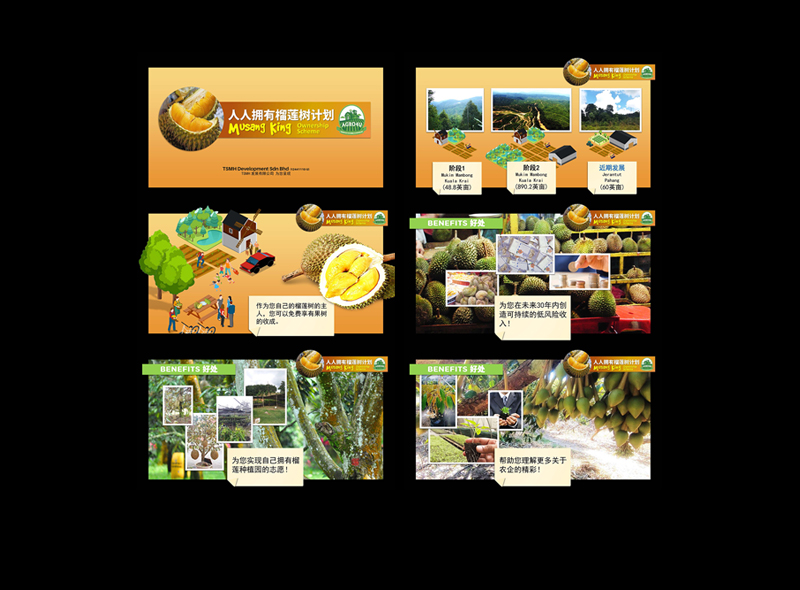 人人拥有榴莲树计划
Musang King Ownership
Scheme
AGRO4U
TSMH Development Sdn Bhd
人人拥有榴莲树计划
Musang King
阶段1
Mukim Mambong
Kuala Krai
(48.8英亩)
阶段2
Mukim Mambong
Kuala Krai
(890.2英亩)
近期发展
Jerantut
Pahang
(60英亩)
人人拥有榴莲树计划
Musang King
作为您自己的榴莲树的主
人，您可以免费享有果树
的收成。
BENEFITS 好处
人人拥有榴莲树计划
Musang King
为您在未来30年内创
造可持续的低风险收
入！
BENEFITS 好处
人人拥有榴莲树计划
Musang King
为您实现自己拥有榴
莲种植园的志愿！
BENEFITS 好处
人人拥有榴莲树计划
Musang King
帮助您理解更多关于
农企的精彩！